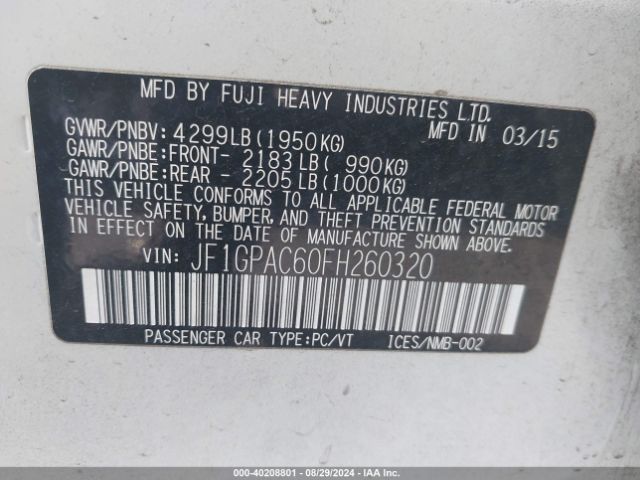 MFD BY FUJI HEAVY INDUSTRIES LTD.
GVWR/PNBV: 4299LB (1950KG) MFD IN 03/15
GAWR/PNBE:FRONT- 2183LB ( 990KG)
GAWR/PNBE:REAR - 2205LB (1000KG)
THIS VEHICLE CONFORMS TO ALL APPLICABLE FEDERAL MOTOR
VEHICLE SAFETY, BUMPER, AND THEFT PREVENTION STANDARDS
IN EFFECT ON THE DATE OF MANUFACTURE SHOWN ABOVE.
VIN: JF1GPAC60FH260320
PASSENGER CAR TYPE:PC/VT ICES/NMB-002
000-40208801 - 08/29/2024 - IAAI.COM